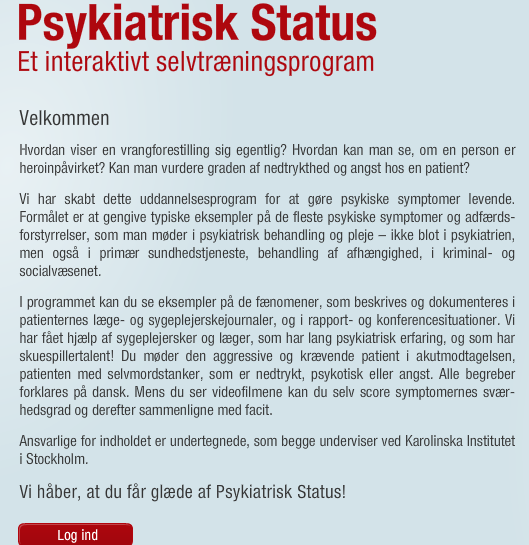 Psykiatrisk Status
Et interaktivt selvtræningsprogram
Velkommen
Hvordan viser en vrangforestilling sig egentlig? Hvordan kan man se, om en person er
heroinpåvirket? Kan man vurdere graden af nedtrykthed og angst hos en patient?
Vi har skabt dette uddannelsesprogram for at gøre psykiske symptomer levende.
Formålet er at gengive typiske eksempler på de fleste psykiske symptomer og adfærds-
forstyrrelser, som man møder i psykiatrisk behandling og pleje – ikke blot i psykiatrien,
men også i primær sundhedstjeneste, behandling af afhængighed, i kriminal- og
socialvæsenet.
I programmet kan du se eksempler på de fænomener, som beskrives og dokumenteres i
patienternes læge- og sygeplejerskejournaler, og i rapport- og konferencesituationer. Vi
har fået hjælp af sygeplejersker og læger, som har lang psykiatrisk erfaring, og som har
skuespillertalent! Du møder den aggressive og krævende patient i akutmodtagelsen,
patienten med selvmordstanker, som er nedtrykt, psykotisk eller angst. Alle begreber
forklares på dansk. Mens du ser videofilmene kan du selv score symptomernes svær-
hedsgrad og derefter sammenligne med facit.
Ansvarlige for indholdet er undertegnede, som begge underviser ved Karolinska Institutet
i Stockholm.
Vi håber, at du får glæde af Psykiatrisk Status!
Log ind